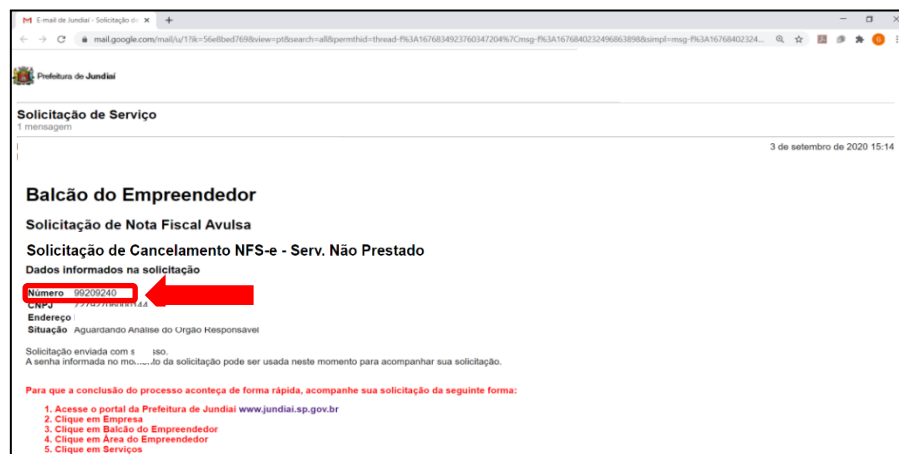 E-mail de Jundiaí - Solicitação de
mail.google.com/mail/u/1?ik=56e8bed769&view=pt&search=all&permthid=thread-f%3A1676834923760347204%7Cmsg-f%3A1676840232496863898&simpl=msg-f%3A16768402324...
G
Prefeitura de Jundiaí
Solicitação de Serviço
1 mensagem
3 de setembro de 2020 15:14
Balcão do Empreendedor
Solicitação de Nota Fiscal Avulsa
Solicitação de Cancelamento NFS-e - Serv. Não Prestado
Dados informados na solicitação
Número 99209240
CNPJ
Endereço
Situação Aguardando Análise do Orgão Responsável
Solicitação enviada com
A senha informada no da solicitação pode ser usada neste momento para acompanhar sua solicitação.
Para que a conclusão do processo aconteça de forma rápida, acompanhe sua solicitação da seguinte forma:
1. Acesse o portal da Prefeitura de Jundiaí www.jundiai.sp.gov.br
2. Clique em Empresa
3. Clique em Balcão do Empreendedor
4. Clique em Área do Empreendedor
5. Clique em Serviços